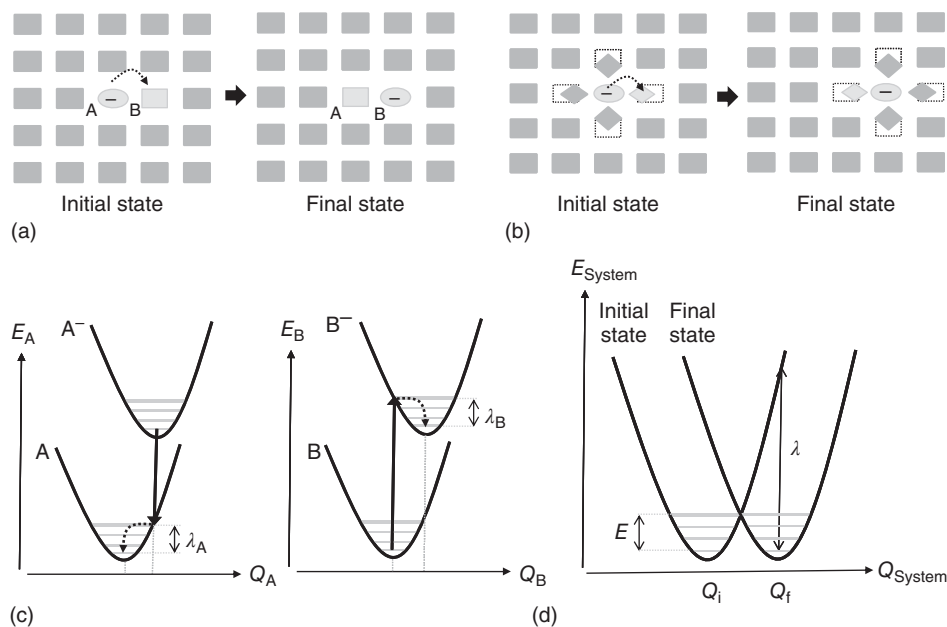 A − B
A B −
Initial state
Final state
(a)
−
−
Initial state
Final state
(b)
E_A
A⁻
A
λ_A
Q_A
E_B
B⁻
λ_B
B
Q_B
(c)
E_System
Initial state
Final state
λ
E
Q_i
Q_f
Q_System
(d)